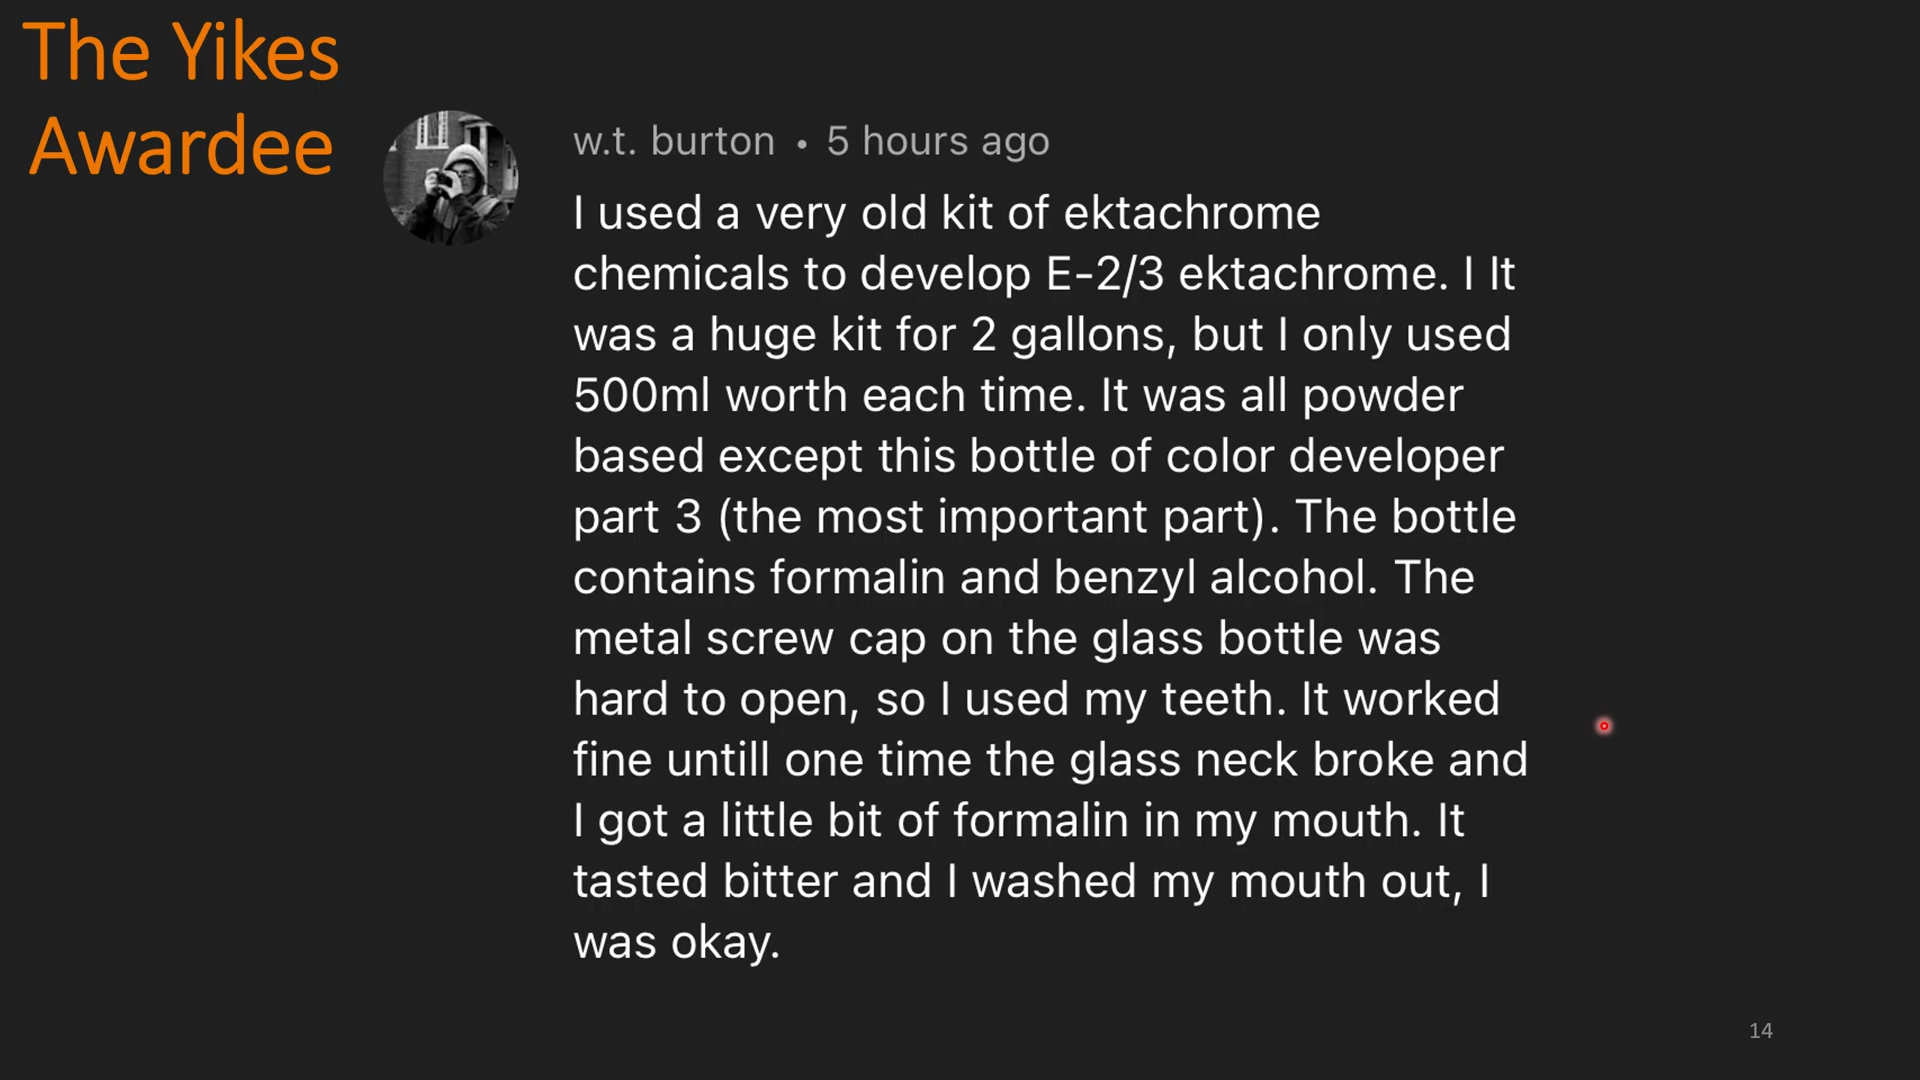 The Yikes
Awardee
w.t. burton • 5 hours ago
I used a very old kit of ektachrome
chemicals to develop E-2/3 ektachrome. I It
was a huge kit for 2 gallons, but I only used
500ml worth each time. It was all powder
based except this bottle of color developer
part 3 (the most important part). The bottle
contains formalin and benzyl alcohol. The
metal screw cap on the glass bottle was
hard to open, so I used my teeth. It worked
fine untill one time the glass neck broke and
I got a little bit of formalin in my mouth. It
tasted bitter and I washed my mouth out, I
was okay.
14